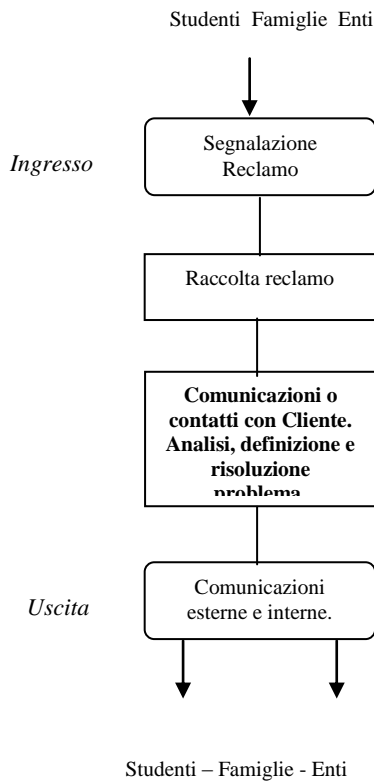 Studenti Famiglie Enti
Segnalazione
Reclamo
Ingresso
Raccolta reclamo
Comunicazioni o
contatti con Cliente.
Analisi, definizione e
risoluzione
problema
Comunicazioni
esterne e interne.
Uscita
Studenti – Famiglie - Enti